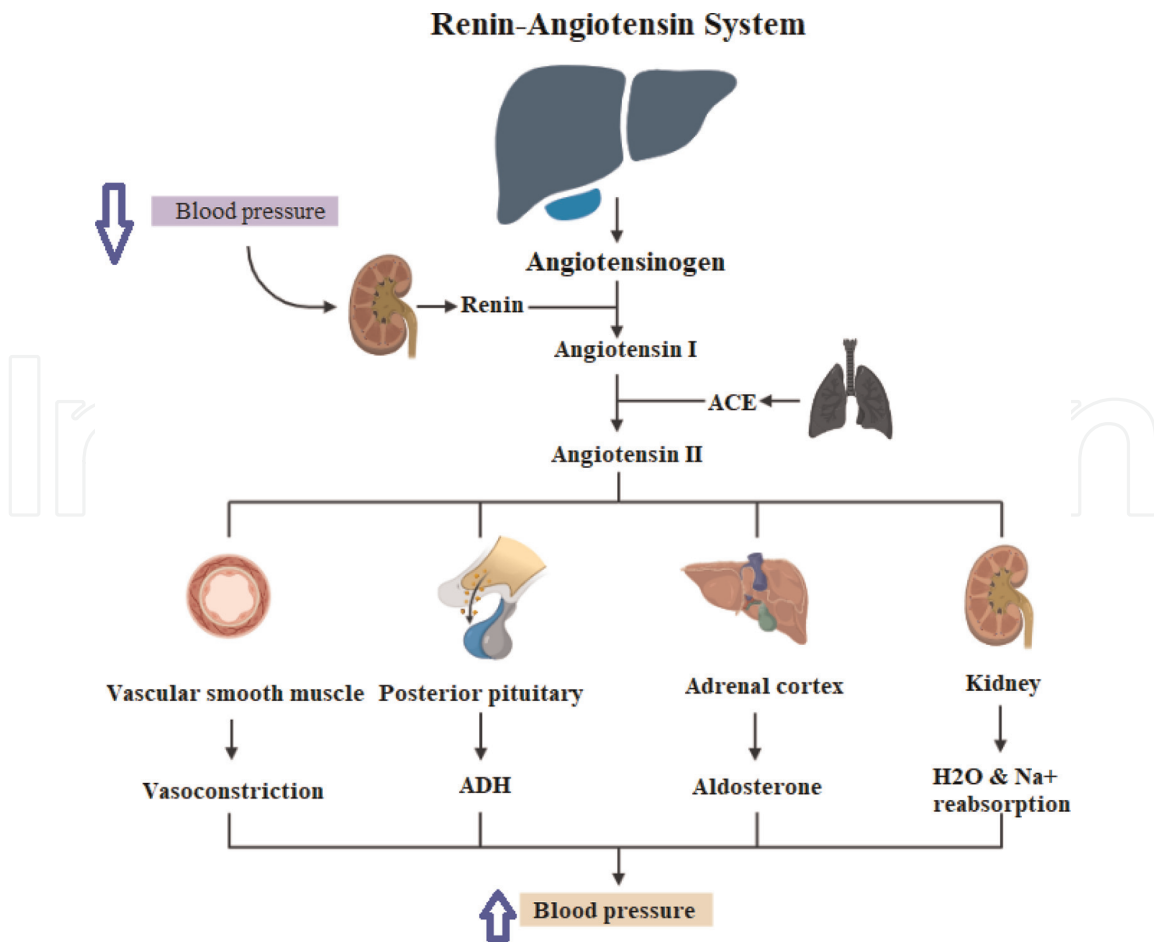 Renin-Angiotensin System
Blood pressure
Angiotensinogen
Renin
Angiotensin I
ACE
Angiotensin II
Vascular smooth muscle
Posterior pituitary
Adrenal cortex
Kidney
Vasoconstriction
ADH
Aldosterone
H2O & Na+
reabsorption
Blood pressure